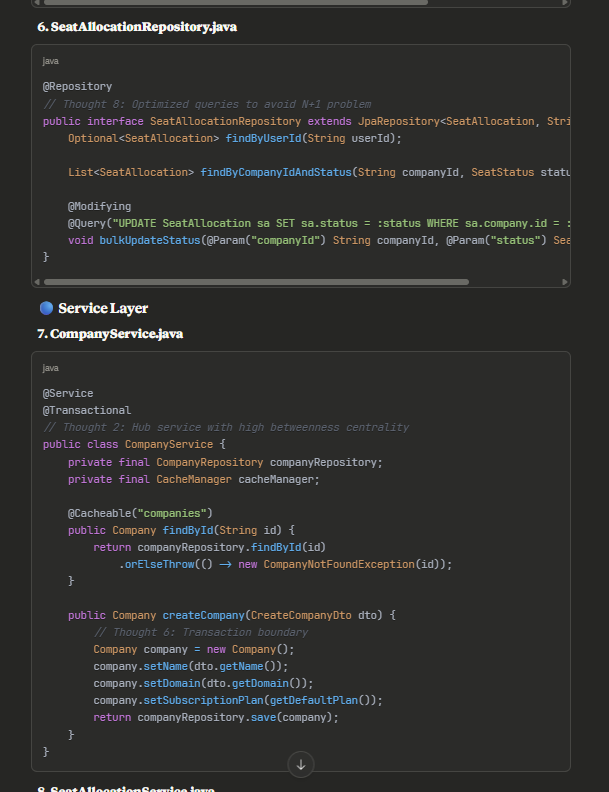 6. SeatAllocationRepository.java
java
@Repository
// Thought 8: Optimized queries to avoid N+1 problem
public interface SeatAllocationRepository extends JpaRepository<SeatAllocation, Stri
Optional<SeatAllocation> findByUserId(String userId);
List<SeatAllocation> findByCompanyIdAndStatus(String companyId, SeatStatus statu
@Modifying
@Query("UPDATE SeatAllocation sa SET sa.status = :status WHERE sa.company.id = :
void bulkUpdateStatus(@Param("companyId") String companyId, @Param("status") Sea
}
Service Layer
7. CompanyService.java
java
@Service
@Transactional
// Thought 2: Hub service with high betweenness centrality
public class CompanyService {
private final CompanyRepository companyRepository;
private final CacheManager cacheManager;
@Cacheable("companies")
public Company findById(String id) {
return companyRepository.findById(id)
.orElseThrow(() -> new CompanyNotFoundException(id));
}
public Company createCompany(CreateCompanyDto dto) {
// Thought 6: Transaction boundary
Company company = new Company();
company.setName(dto.getName());
company.setDomain(dto.getDomain());
company.setSubscriptionPlan(getDefaultPlan());
return companyRepository.save(company);
}
}
8. SeatAllocationService.java